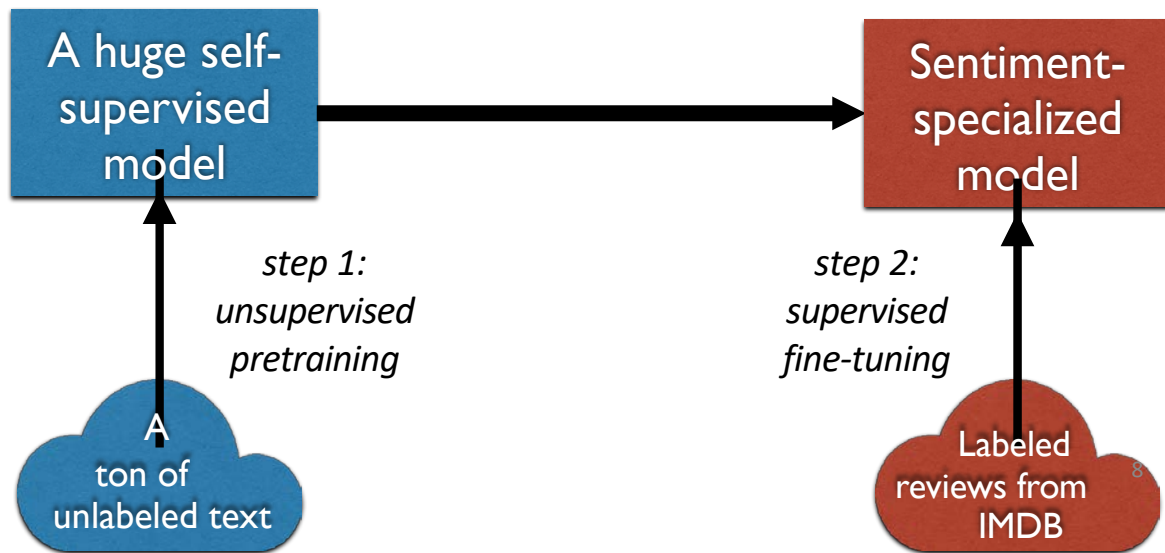 A huge self-
supervised
model
Sentiment-
specialized
model
step 1:
unsupervised
pretraining
step 2:
supervised
fine-tuning
A
ton of
unlabeled text
Labeled
reviews from
IMDB
8